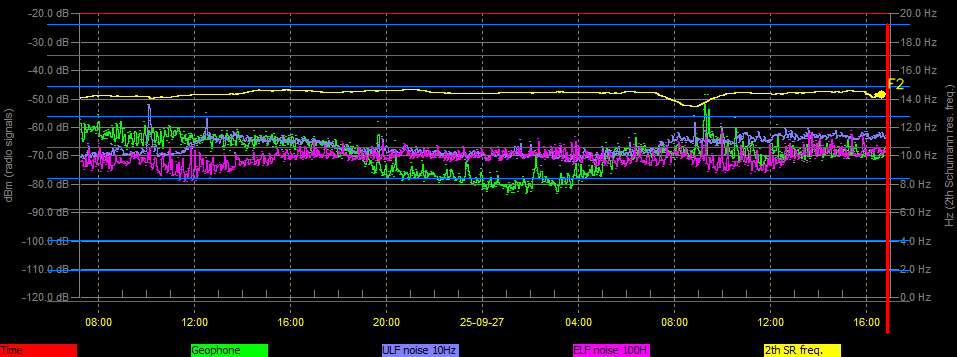 -20.0 dB 20.0 Hz
-30.0 dB 18.0 Hz
-40.0 dB 16.0 Hz
F2
-50.0 dB 14.0 Hz
-60.0 dB 12.0 Hz
-70.0 dB 10.0 Hz
-80.0 dB 8.0 Hz
-90.0 dB 6.0 Hz
-100.0 dB 4.0 Hz
-110.0 dB 2.0 Hz
-120.0 dB 0.0 Hz
dBm (radio signals)
Hz (2th Schumann res. freq.)
08:00 12:00 16:00 20:00 25-09-27 04:00 08:00 12:00 16:00
Time Geophone ULF noise 10Hz ELF noise 100H 2th SR freq.